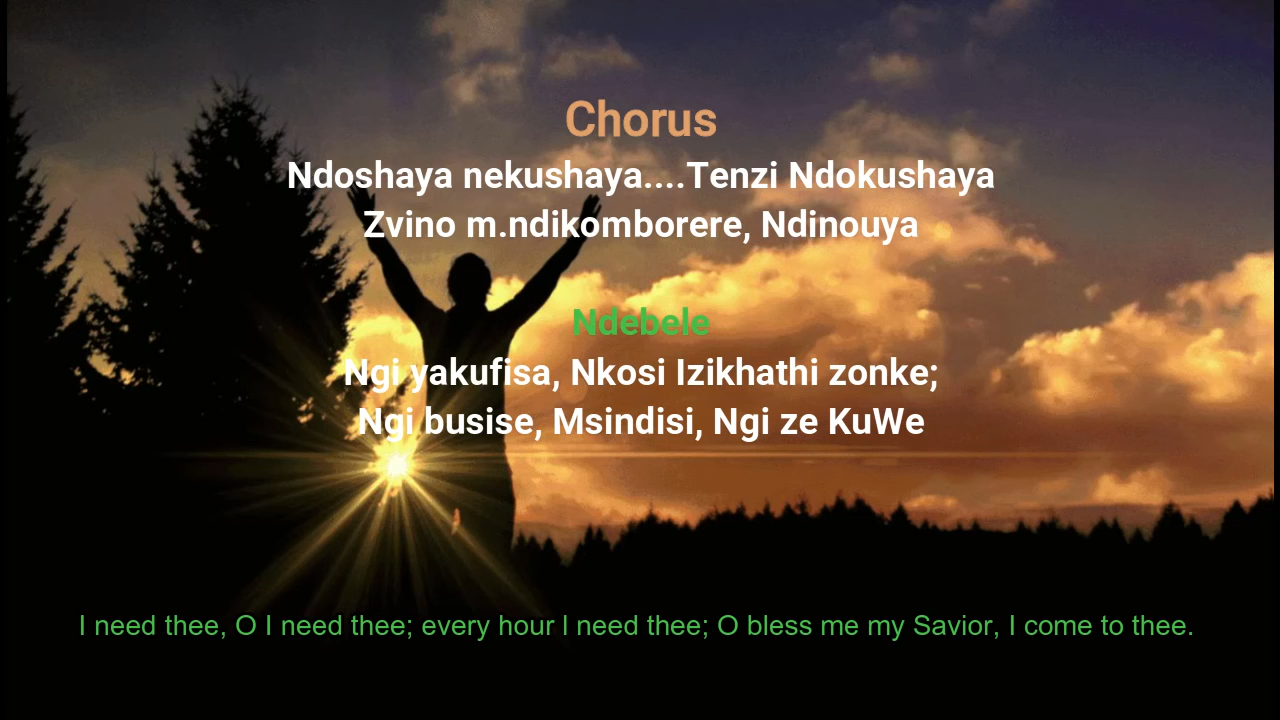 Chorus
Ndoshaya nekushaya....Tenzi Ndokushaya
Zvino m.ndikomborere, Ndinouya
Ndebele
Ngi yakufisa, Nkosi Izikhathi zonke;
Ngi busise, Msindisi, Ngi ze KuWe
I need thee, O I need thee; every hour I need thee; O bless me my Savior, I come to thee.